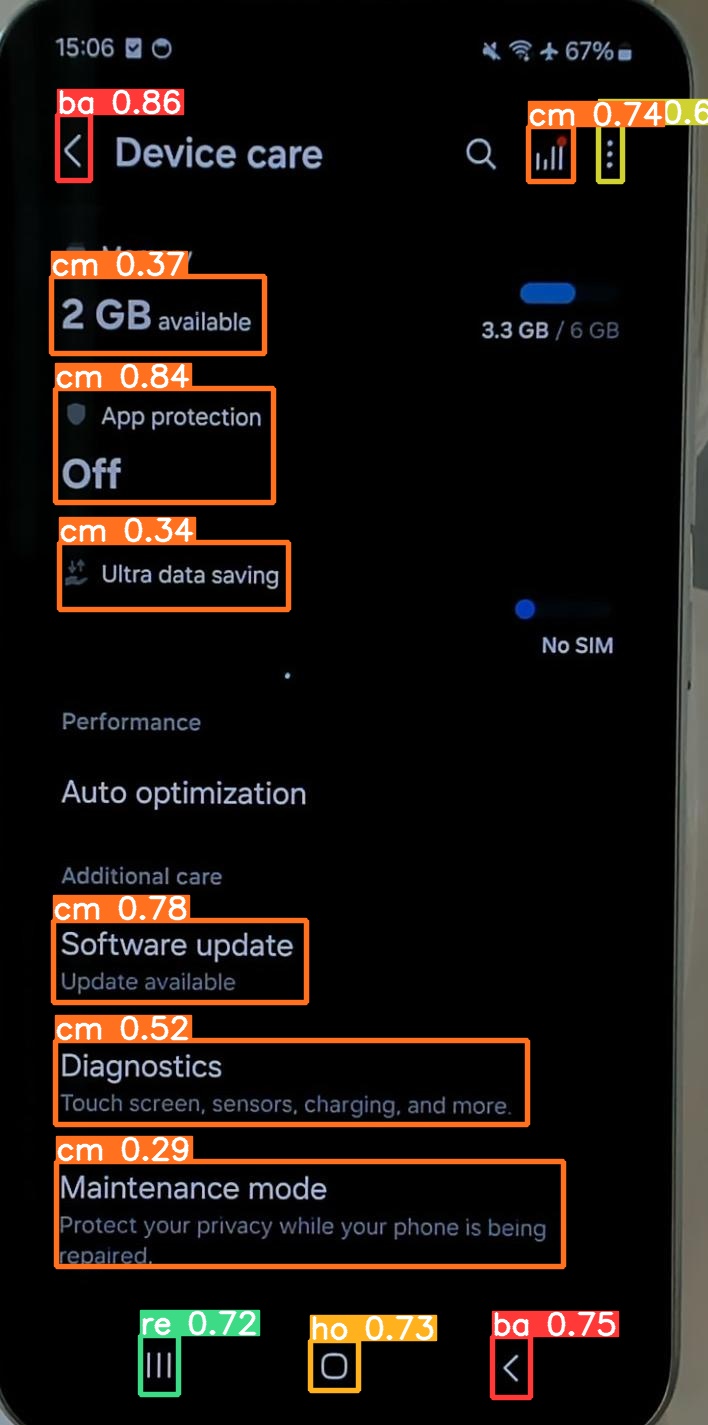 15:06 67%
ba 0.86
cm 0.740.6
Device care
cm 0.37
2 GB available
3.3 GB / 6 GB
cm 0.84
App protection
Off
cm 0.34
Ultra data saving
No SIM
Performance
Auto optimization
Additional care
cm 0.78
Software update
Update available
cm 0.52
Diagnostics
Touch screen, sensors, charging, and more.
cm 0.29
Maintenance mode
Protect your privacy while your phone is being
repaired.
re 0.72 ho 0.73 ba 0.75